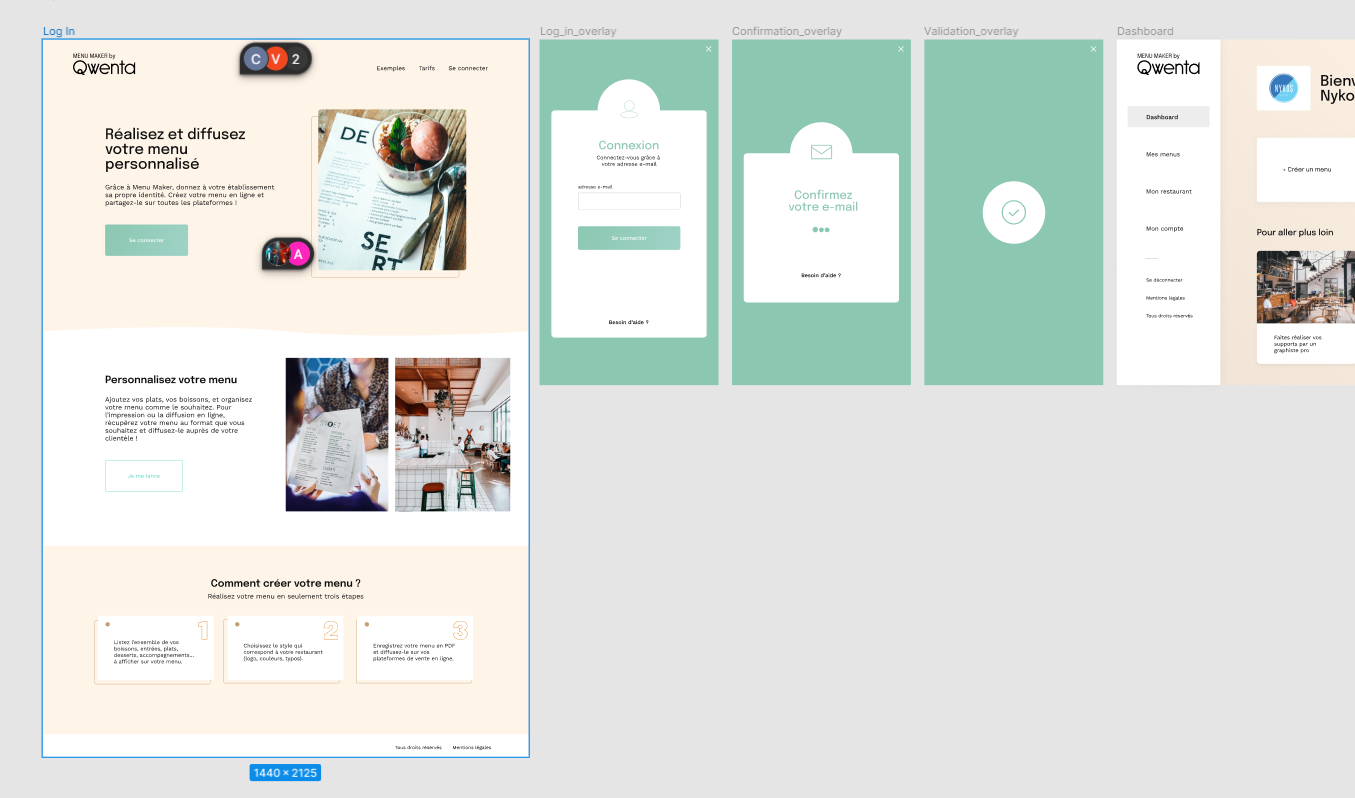 Log In
MENU MAKER by
Qwenta
C V 2
Exemples Tarifs Se connecter
Réalisez et diffusez
votre menu
personnalisé
Grâce à Menu Maker, donnez à votre établissement
sa propre identité. Créez votre menu en ligne et
partagez-le sur toutes les plateformes !
Se connecter
A
DE
SE
RT
Personnalisez votre menu
Ajoutez vos plats, vos boissons, et organisez
votre menu comme le souhaitez. Pour
l'impression ou la diffusion en ligne,
récupérez votre menu au format que vous
souhaitez et diffusez-le auprès de votre
clientèle !
Je me lance
Comment créer votre menu ?
Réalisez votre menu en seulement trois étapes
1
Listez l'ensemble de vos
boissons, entrées, plats,
desserts, accompagnements...
à afficher sur votre menu.
2
Choisissez le style qui
correspond à votre restaurant
(logo, couleurs, typos).
3
Enregistrez votre menu en PDF
et diffusez-le sur vos
plateformes de vente en ligne.
Tous droits réservés Mentions légales
1440 × 2125
Log_in_overlay
Connexion
Connectez-vous grâce à
votre adresse e-mail
adresse e-mail
Se connecter
Besoin d'aide ?
Confirmation_overlay
Confirmez
votre e-mail
Besoin d'aide ?
Validation_overlay
Dashboard
MENU MAKER by
Qwenta
Dashboard
Mes menus
Mon restaurant
Mon compte
Se déconnecter
Mentions légales
Tous droits réservés
NYKOS
Bienv
Nyko
+ Créer un menu
Pour aller plus loin
Faites réaliser vos
supports par un
graphiste pro